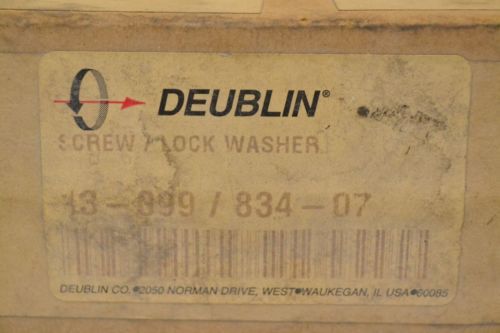 DEUBLIN®
SCREW / LOCK WASHER
13-099 / 834-07
DEUBLIN CO.•2050 NORMAN DRIVE, WEST•WAUKEGAN, IL USA•60085